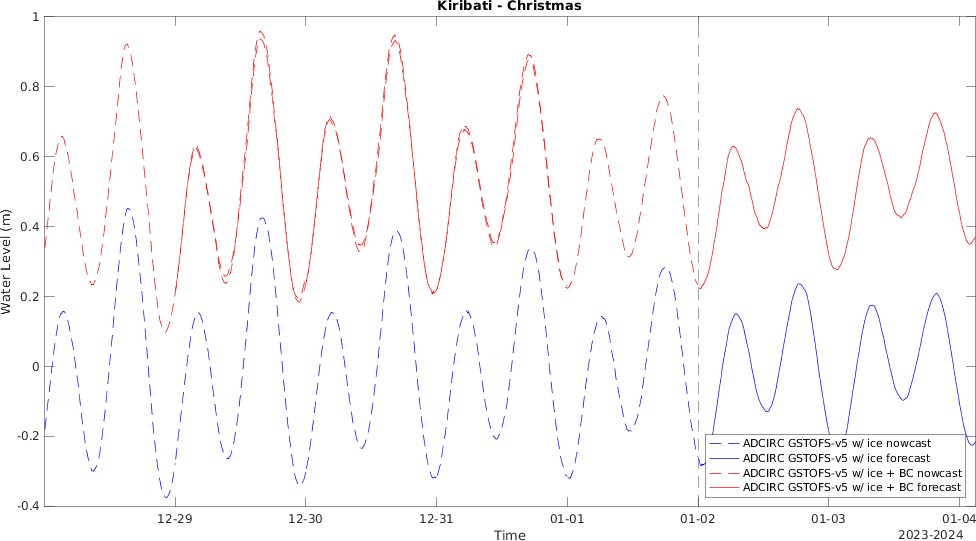 Kiribati - Christmas
1
0.8
0.6
0.4
0.2
0
-0.2
-0.4
Water Level (m)
12-29
12-30
12-31
01-01
01-02
01-03
01-04
Time
2023-2024
ADCIRC GSTOFS-v5 w/ ice nowcast
ADCIRC GSTOFS-v5 w/ ice forecast
ADCIRC GSTOFS-v5 w/ ice + BC nowcast
ADCIRC GSTOFS-v5 w/ ice + BC forecast